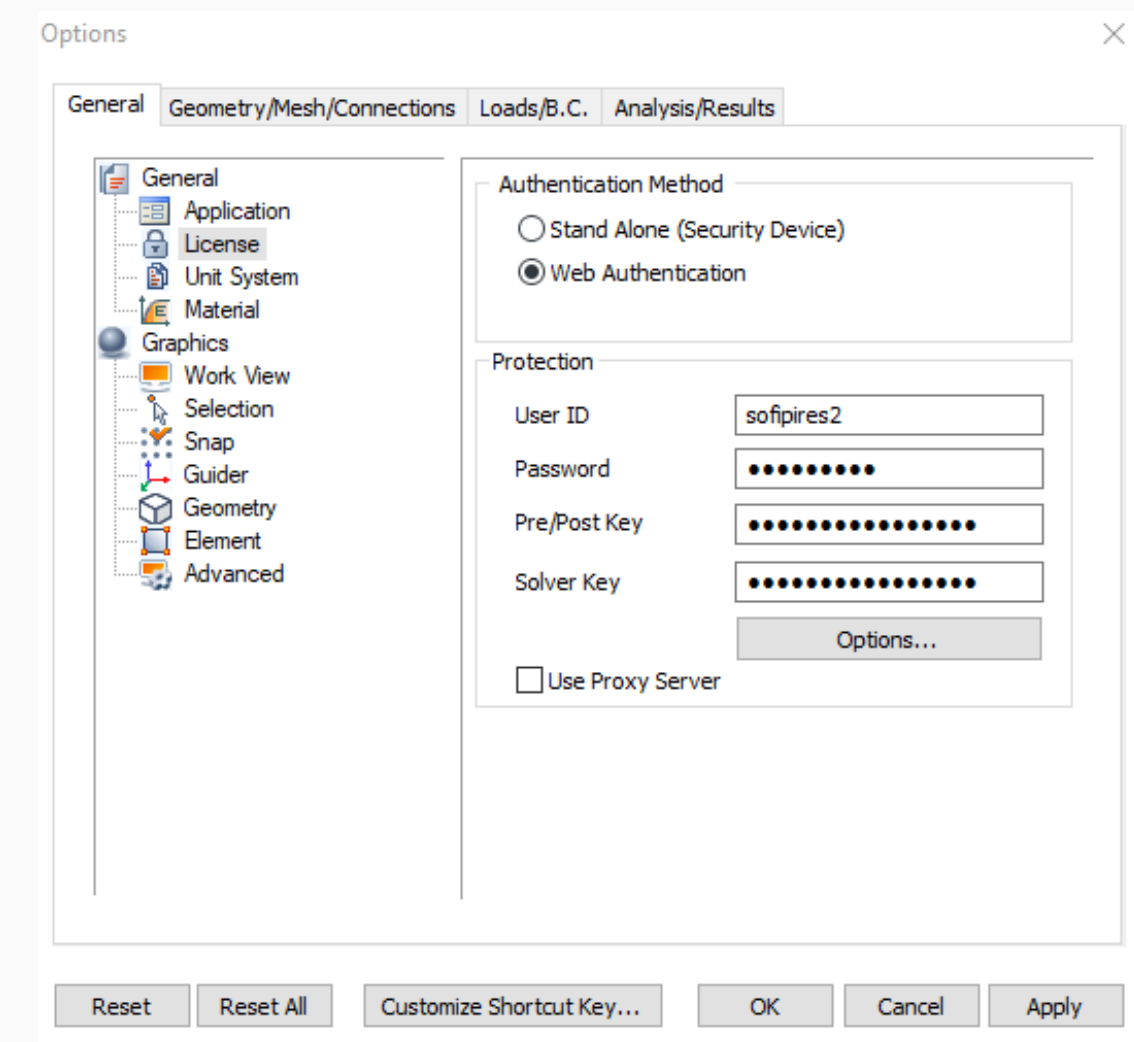 Options
General Geometry/Mesh/Connections Loads/B.C. Analysis/Results
General
Application
License
Unit System
Material
Graphics
Work View
Selection
Snap
Guider
Geometry
Element
Advanced
Authentication Method
Stand Alone (Security Device)
Web Authentication
Protection
User ID sofipires2
Password •••••••••
Pre/Post Key ••••••••••••••••
Solver Key ••••••••••••••••
Options...
Use Proxy Server
Reset Reset All Customize Shortcut Key... OK Cancel Apply